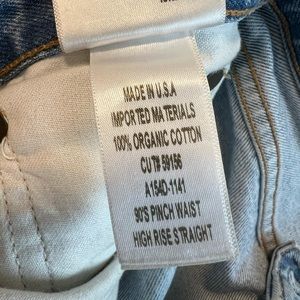 MADE IN U.S.A
IMPORTED MATERIALS
100% ORGANIC COTTON
CUT# 59156
A154D-1141
90'S PINCH WAIST
HIGH RISE STRAIGHT